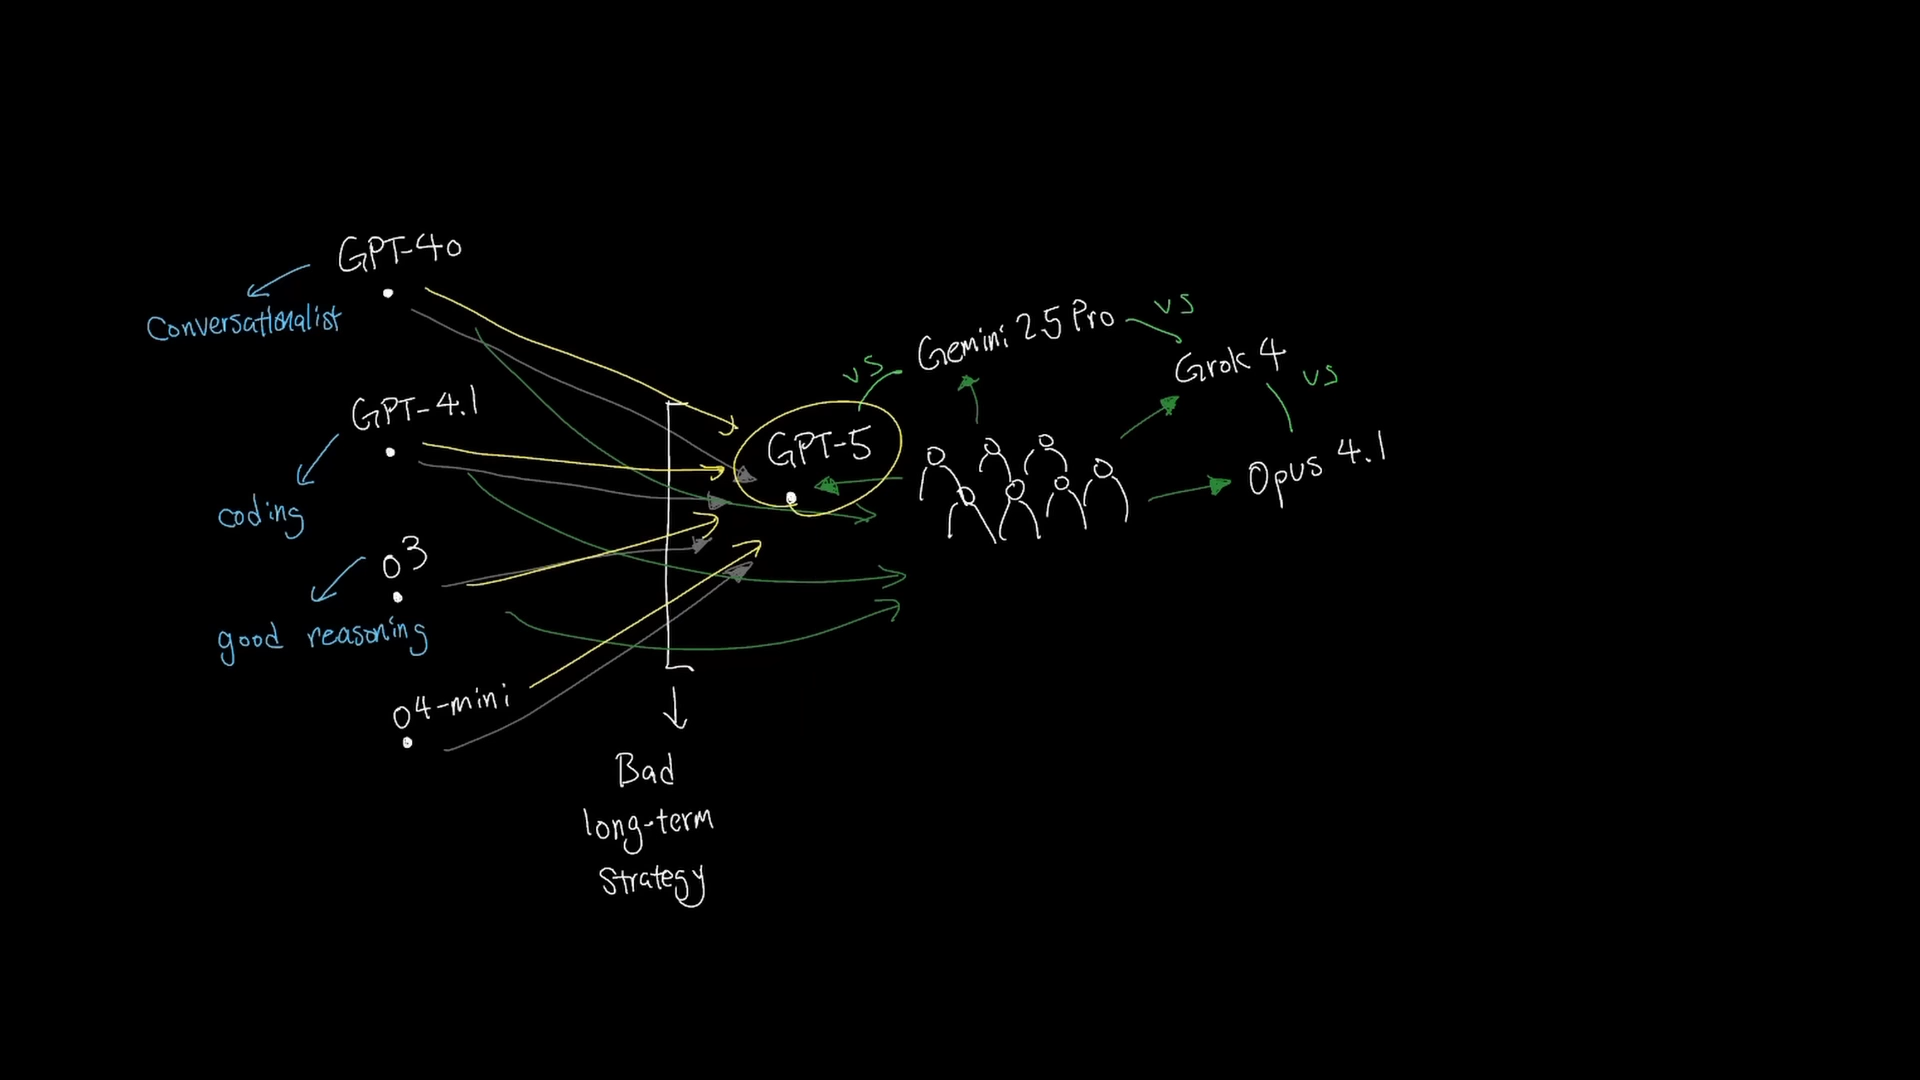 GPT-4o
Conversationalist
GPT-4.1
coding
o3
good reasoning
o4-mini
GPT-5
vs
Gemini 2.5 Pro
vs
Grok 4
vs
Opus 4.1
Bad
long-term
strategy